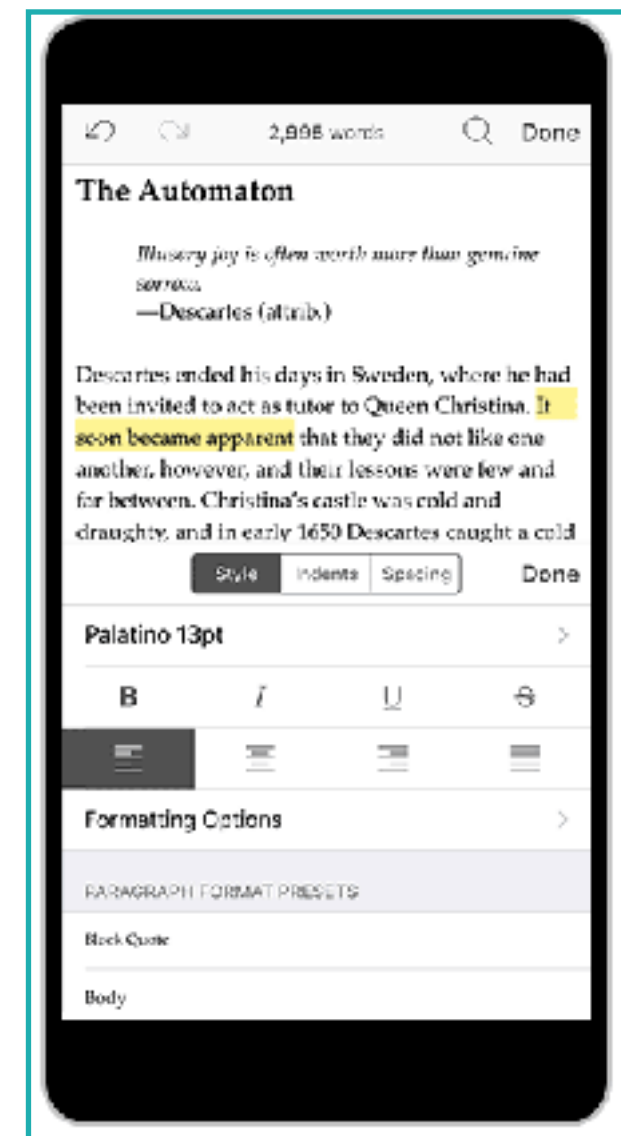 2,998 words Done
The Automaton
Illusory joy is often worth more than genuine
sorrow.
—Descartes (attrib.)
Descartes ended his days in Sweden, where he had
been invited to act as tutor to Queen Christina. It
soon became apparent that they did not like one
another, however, and their lessons were few and
far between. Christina's castle was cold and
draughty, and in early 1650 Descartes caught a cold
Style Indents Spacing Done
Palatino 13pt
B I U S
Formatting Options
PARAGRAPH FORMAT PRESETS
Block Quote
Body